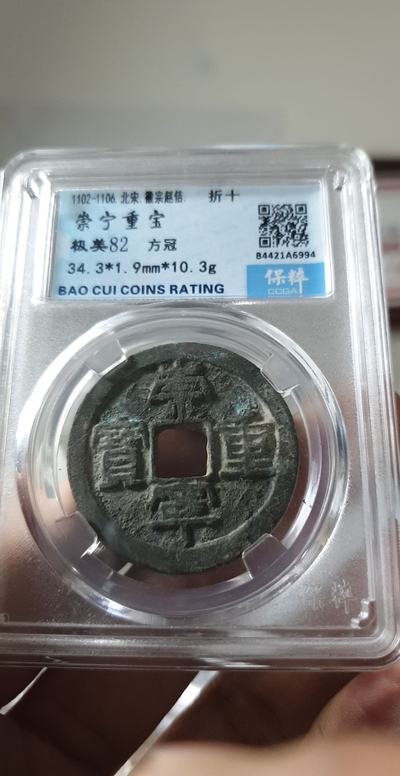 1102-1106.北宋.徽宗赵佶. 折十
崇宁重宝
极美82 方冠
34.3*1.9mm*10.3g
B4421A6994
BAO CUI COINS RATING
保粹
CCGA
崇
寶 重
寧